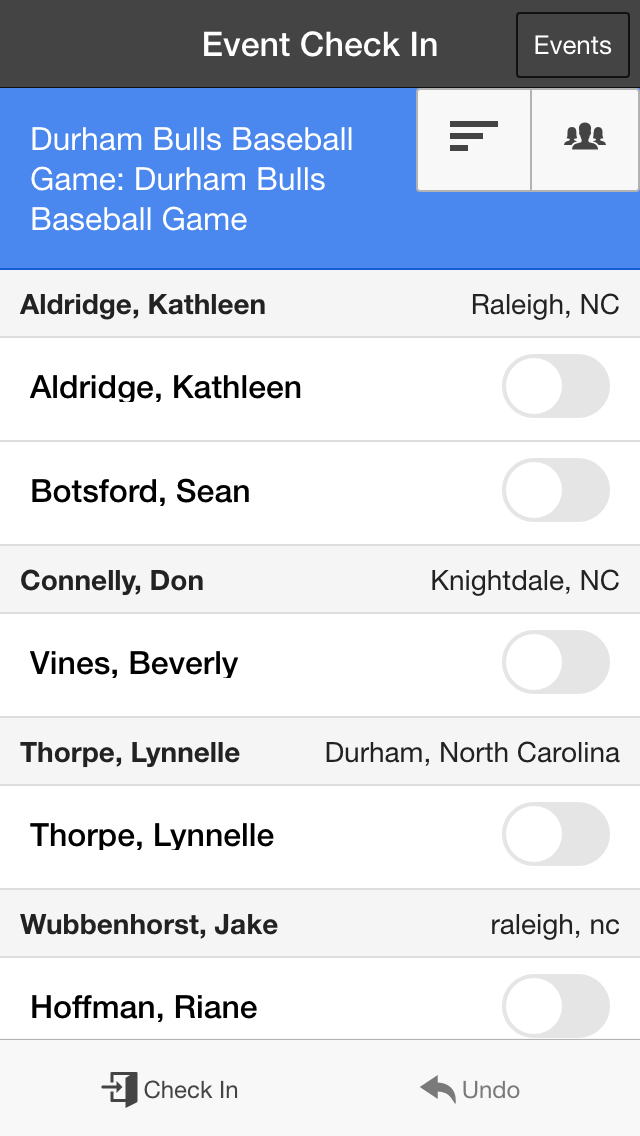 Event Check In
Events
Durham Bulls Baseball
Game: Durham Bulls
Baseball Game
Aldridge, Kathleen Raleigh, NC
Aldridge, Kathleen
Botsford, Sean
Connelly, Don Knightdale, NC
Vines, Beverly
Thorpe, Lynnelle Durham, North Carolina
Thorpe, Lynnelle
Wubbenhorst, Jake raleigh, nc
Hoffman, Riane
Check In Undo